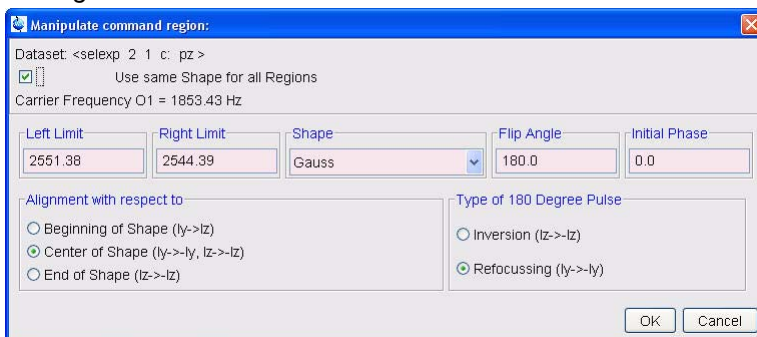 Manipulate command region:
Dataset: <selexp 2 1 c: pz >
Use same Shape for all Regions
Carrier Frequency O1 = 1853.43 Hz
Left Limit Right Limit Shape Flip Angle Initial Phase
2551.38 2544.39 Gauss 180.0 0.0
Alignment with respect to Type of 180 Degree Pulse
Beginning of Shape (Iy->Iz)
Center of Shape (Iy->-Iy, Iz->-Iz)
End of Shape (Iz->-Iz)
Inversion (Iz->-Iz)
Refocussing (Iy->-Iy)
OK Cancel